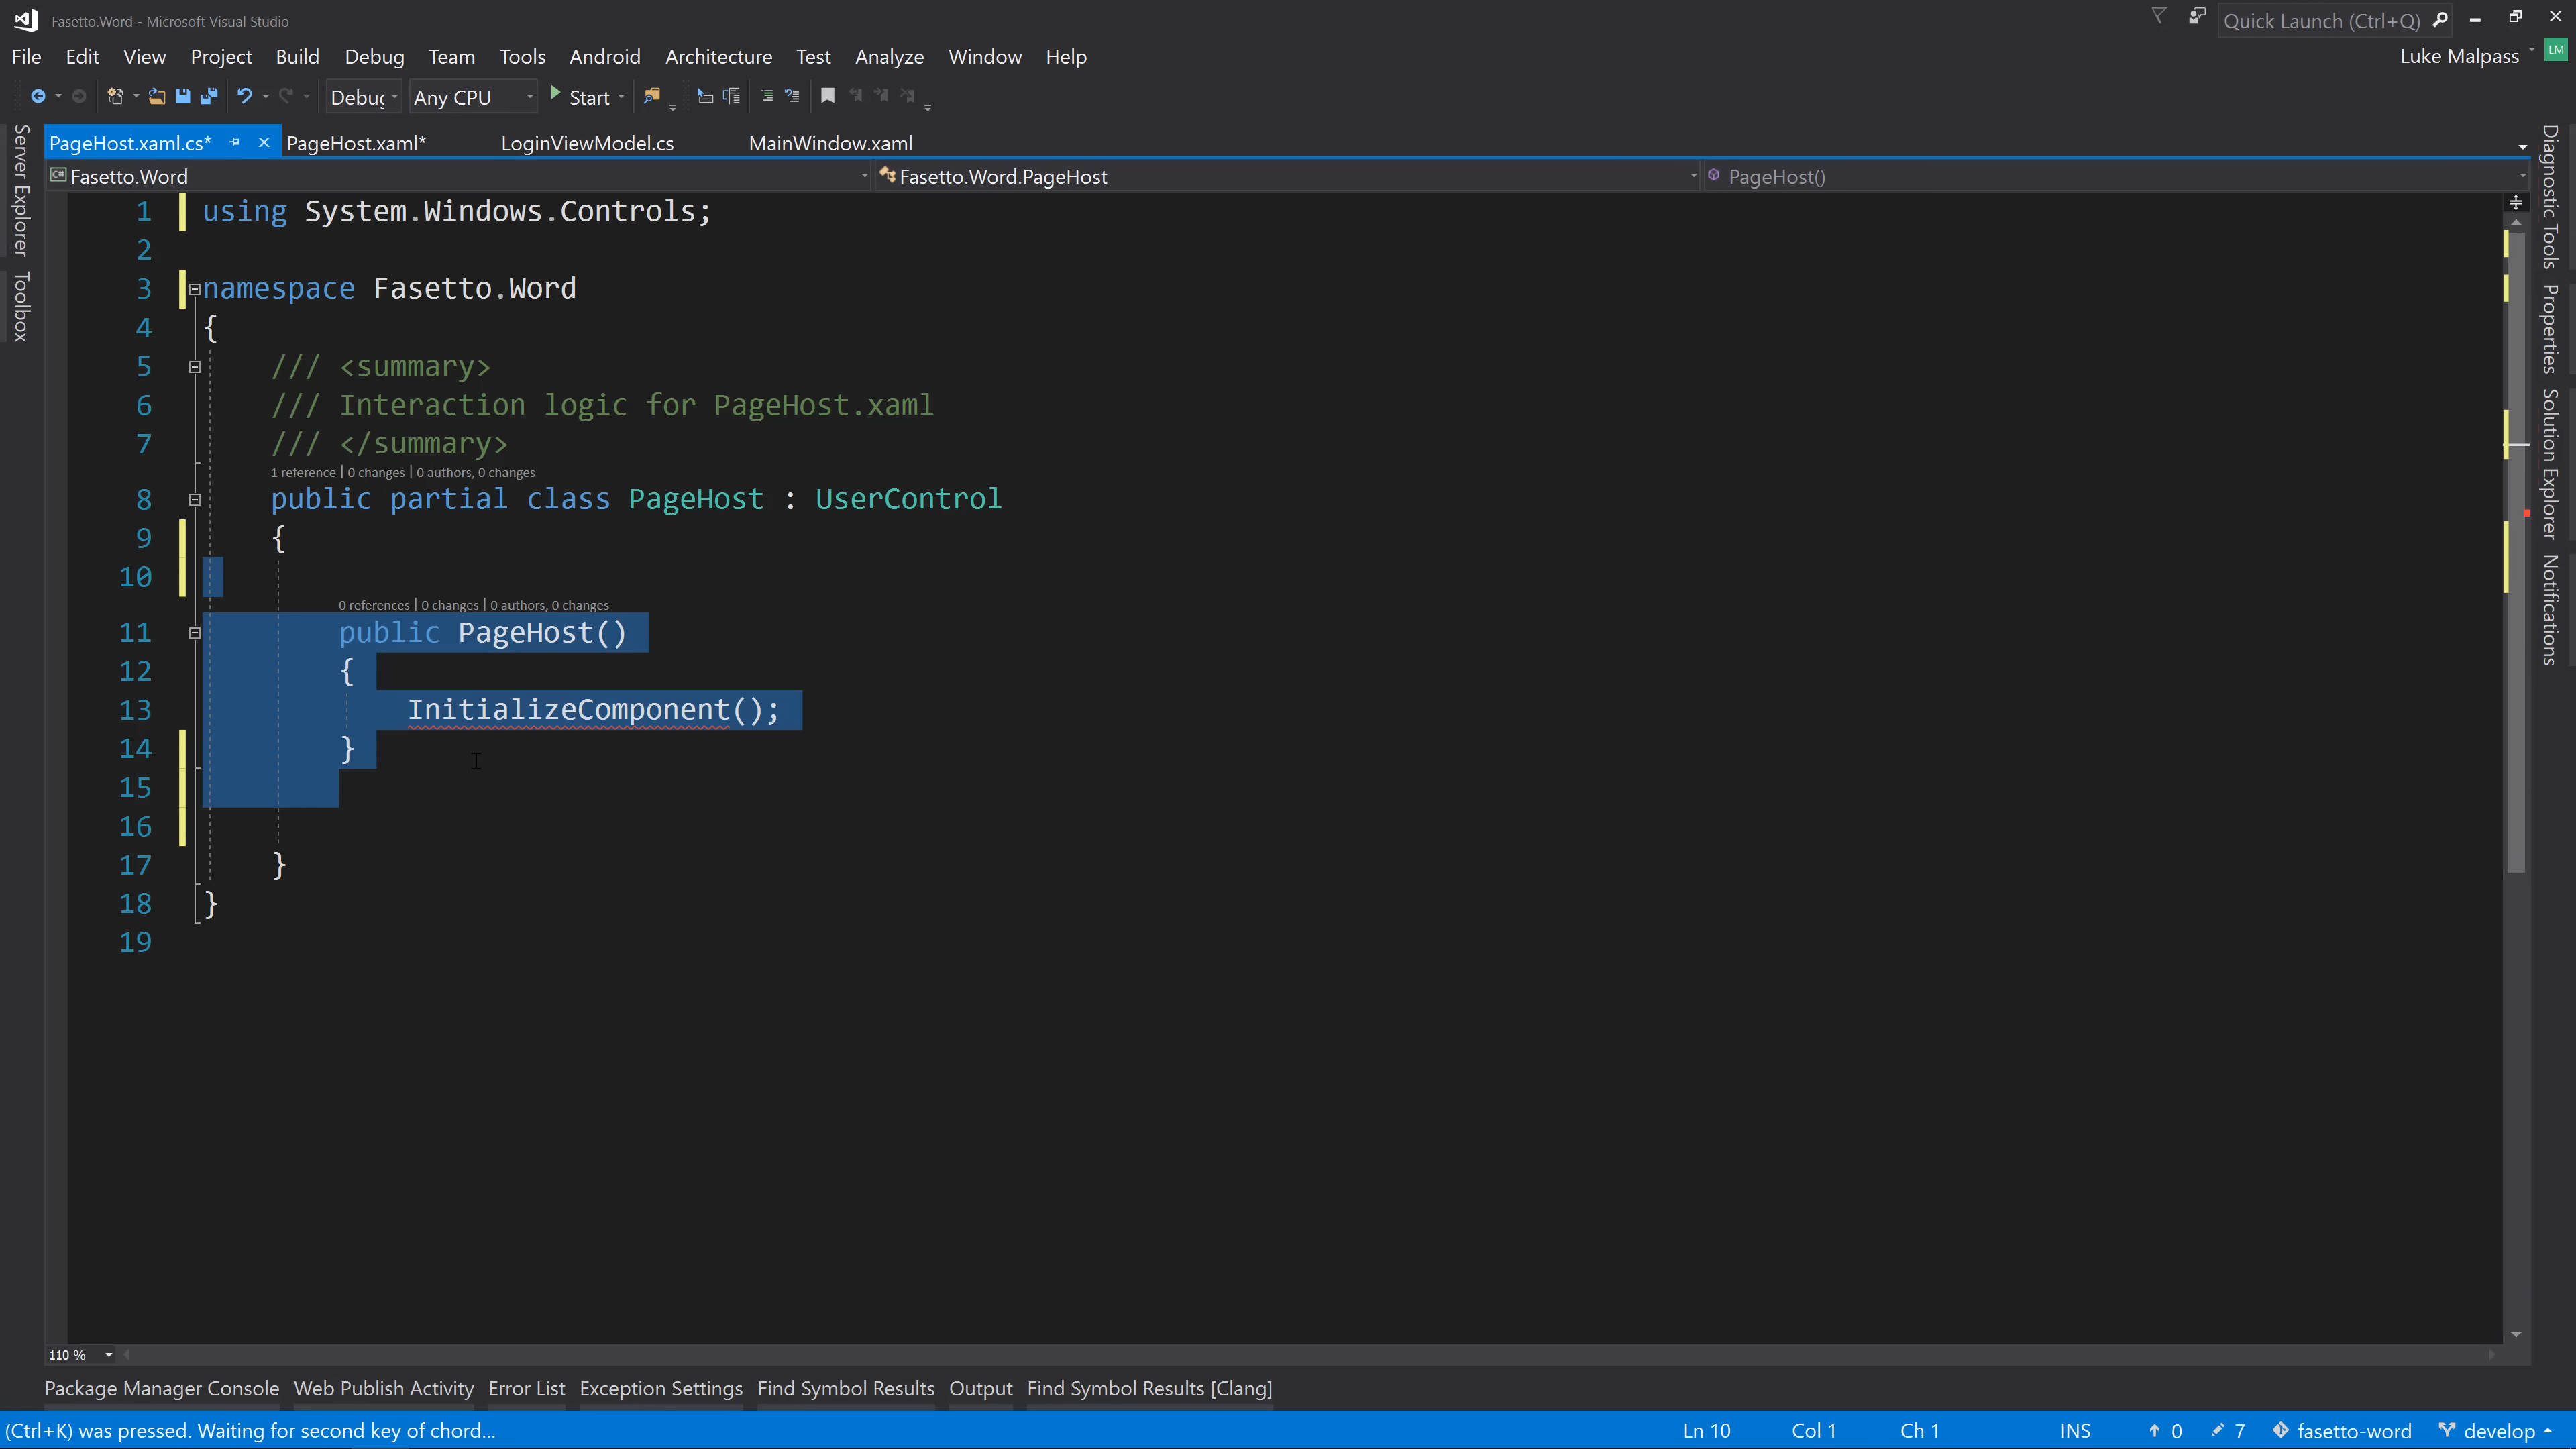 Fasetto.Word - Microsoft Visual Studio
Quick Launch (Ctrl+Q)
File Edit View Project Build Debug Team Tools Android Architecture Test Analyze Window Help
Luke Malpass LM
Debug Any CPU Start
PageHost.xaml.cs* PageHost.xaml* LoginViewModel.cs MainWindow.xaml
Fasetto.Word Fasetto.Word.PageHost PageHost()
Server Explorer
Toolbox
Diagnostic Tools
Properties
Solution Explorer
Notifications
1 using System.Windows.Controls;
2
3 namespace Fasetto.Word
4 {
5 /// <summary>
6 /// Interaction logic for PageHost.xaml
7 /// </summary>
1 reference | 0 changes | 0 authors, 0 changes
8 public partial class PageHost : UserControl
9 {
10
0 references | 0 changes | 0 authors, 0 changes
11 public PageHost()
12 {
13 InitializeComponent();
14 }
15
16
17 }
18 }
19
110 %
Package Manager Console Web Publish Activity Error List Exception Settings Find Symbol Results Output Find Symbol Results [Clang]
(Ctrl+K) was pressed. Waiting for second key of chord... Ln 10 Col 1 Ch 1 INS 0 7 fasetto-word develop